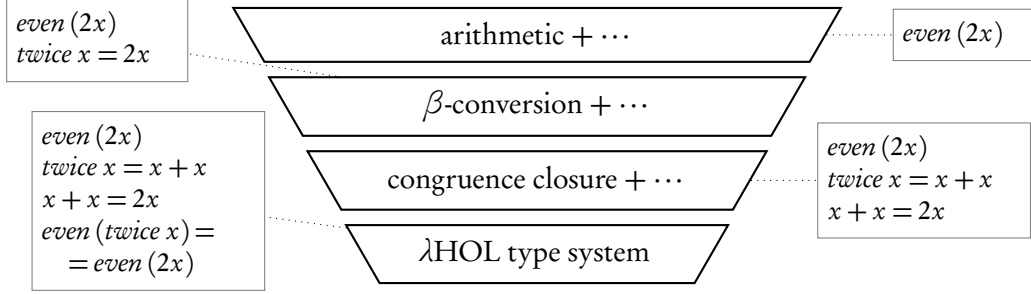 even (2x)
twice x = 2x
arithmetic + ⋯
even (2x)
β-conversion + ⋯
even (2x)
twice x = x + x
x + x = 2x
even (twice x) =
= even (2x)
congruence closure + ⋯
even (2x)
twice x = x + x
x + x = 2x
λHOL type system